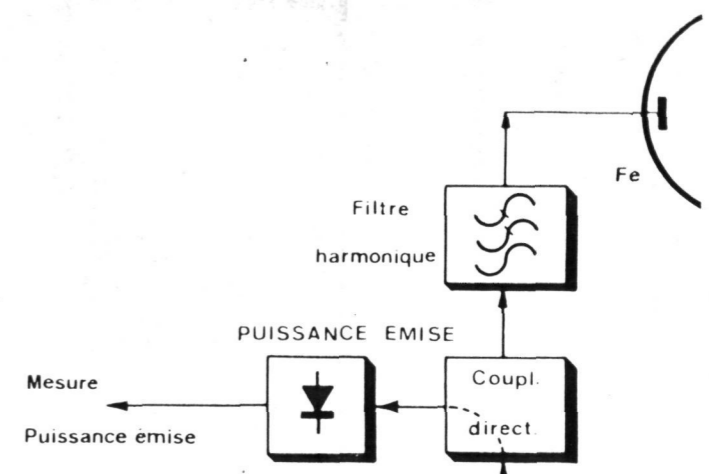 Fe
Filtre
harmonique
PUISSANCE EMISE
Coupl.
direct.
Mesure
Puissance émise